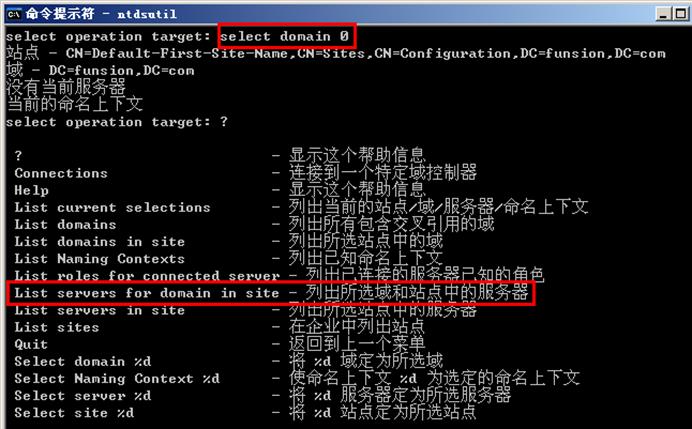 命令提示符 - ntdsutil
select operation target: select domain 0
站点 - CN=Default-First-Site-Name,CN=Sites,CN=Configuration,DC=funsion,DC=com
域 - DC=funsion,DC=com
没有当前服务器
当前的命名上下文
select operation target: ?
? - 显示这个帮助信息
Connections - 连接到一个特定域控制器
Help - 显示这个帮助信息
List current selections - 列出当前的站点/域/服务器/命名上下文
List domains - 列出所有包含交叉引用的域
List domains in site - 列出所选站点中的域
List Naming Contexts - 列出已知命名上下文
List roles for connected server - 列出已连接的服务器已知的角色
List servers for domain in site - 列出所选域和站点中的服务器
List servers in site - 列出所选站点中的服务器
List sites - 在企业中列出站点
Quit - 返回到上一个菜单
Select domain %d - 将 %d 域定为所选域
Select Naming Context %d - 使命名上下文 %d 为选定的命名上下文
Select server %d - 将 %d 服务器定为所选服务器
Select site %d - 将 %d 站点定为所选站点